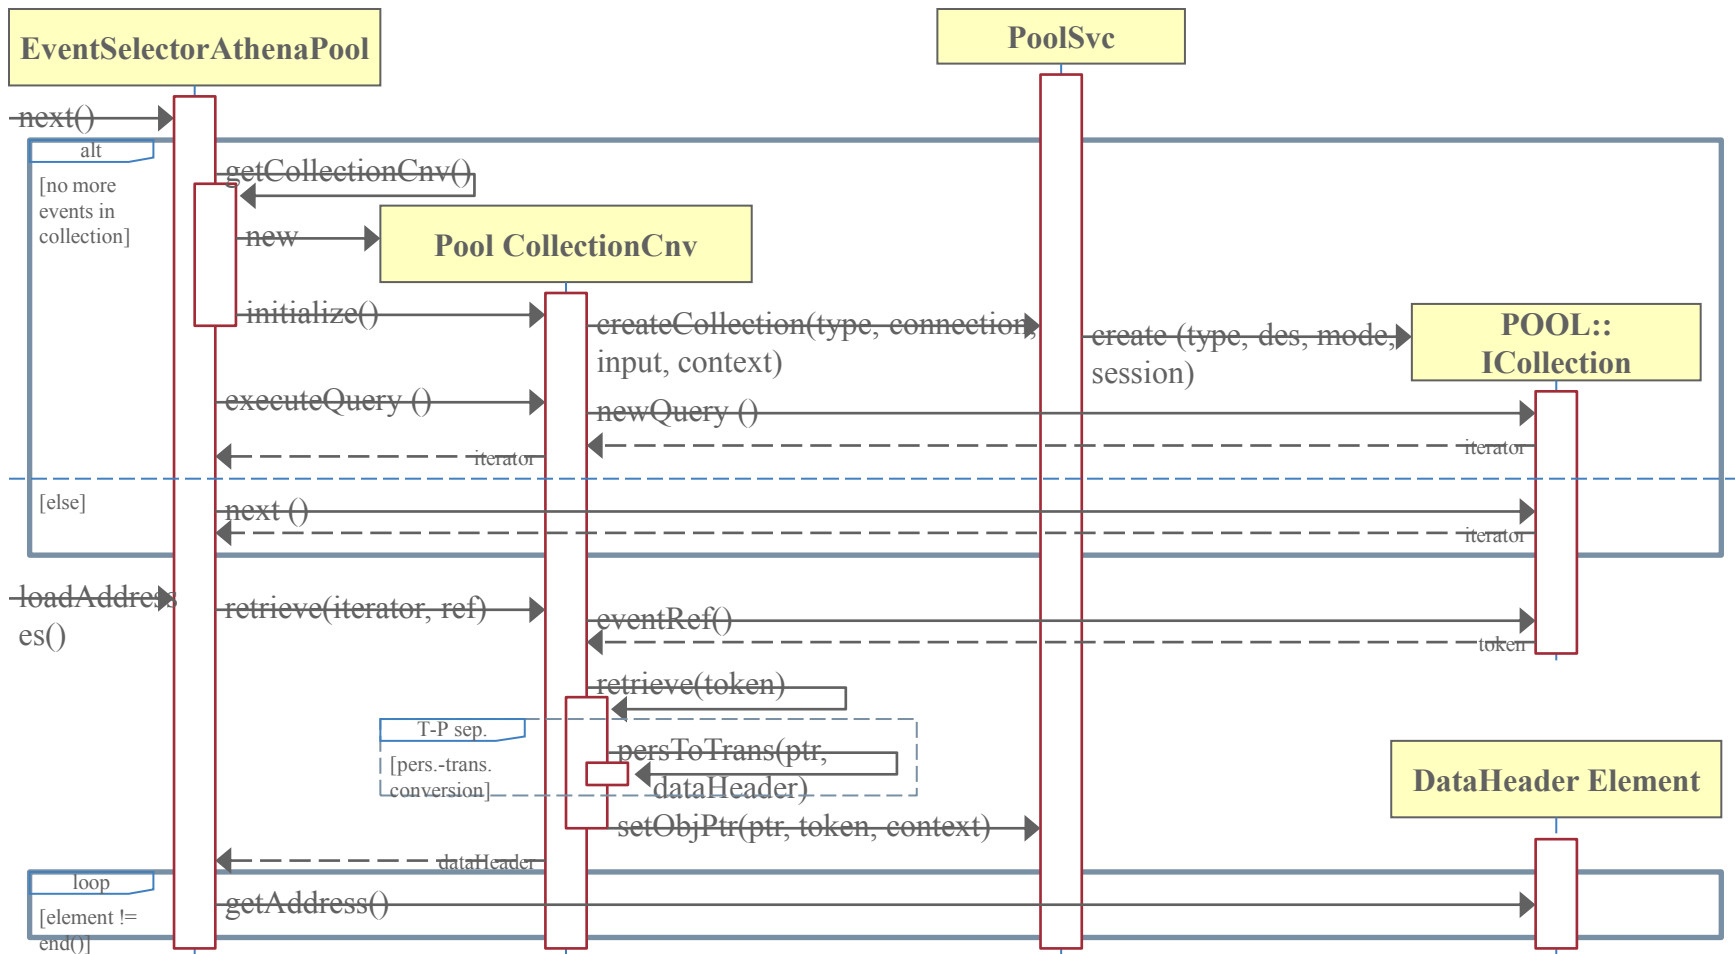 EventSelectorAthenaPool
PoolSvc
next()
alt
[no more
events in
collection]
getCollectionCnv()
new
Pool CollectionCnv
initialize()
createCollection(type, connection,
input, context)
create (type, des, mode,
session)
POOL::
ICollection
executeQuery ()
newQuery ()
iterator
iterator
[else]
next ()
iterator
loadAddress
es()
retrieve(iterator, ref)
eventRef()
token
retrieve(token)
T-P sep.
[pers.-trans.
conversion]
persToTrans(ptr,
dataHeader)
DataHeader Element
setObjPtr(ptr, token, context)
dataHeader
loop
[element !=
end()]
getAddress()